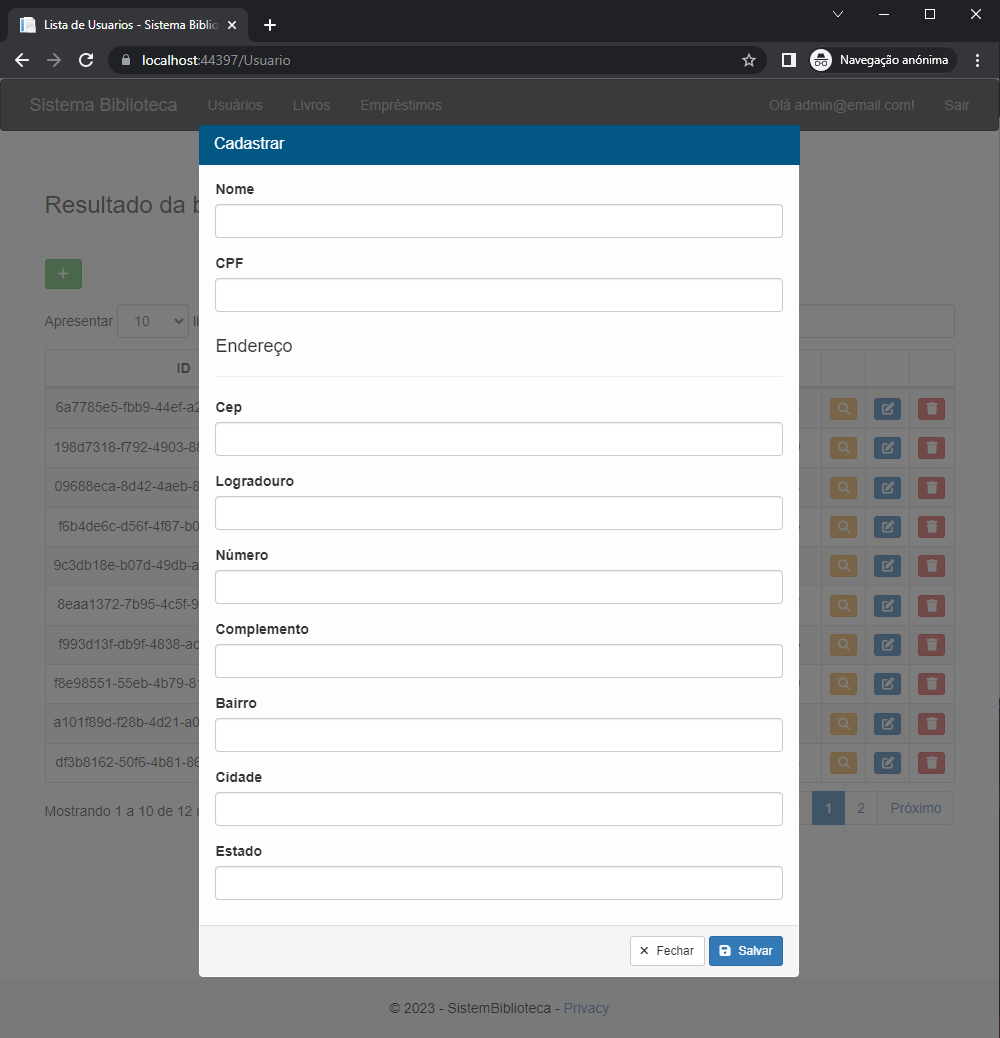 Lista de Usuarios - Sistema Biblio
localhost:44397/Usuario
Navegação anónima
Sistema Biblioteca Usuários Livros Empréstimos Olá admin@email.com! Sair
Cadastrar
Resultado da
Nome
CPF
+
Apresentar 10
Endereço
ID
Cep
6a7785e5-fbb9-44ef-a2
198d7318-f792-4903-88
Logradouro
09688eca-8d42-4aeb-8
f6b4de6c-d56f-4f87-b0
Número
9c3db18e-b07d-49db-a
8eaa1372-7b95-4c5f-9
Complemento
f993d13f-db9f-4838-ac
f8e98551-55eb-4b79-81
Bairro
a101f89d-f28b-4d21-a0
df3b8162-50f6-4b81-86
Cidade
Mostrando 1 a 10 de 12 1 2 Próximo
Estado
Fechar Salvar
© 2023 - SistemBiblioteca - Privacy